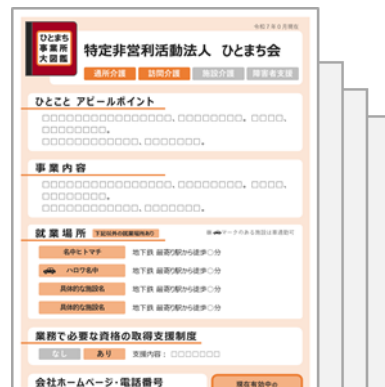 令和7年8月現在
ひとまち
事業所
大図鑑
特定非営利活動法人 ひとまち会
通所介護 訪問介護 施設介護 障害者支援
ひとこと アピールポイント
□□□□□□□□□□□□□□□、□□□□□□□□。□□□□、
□□□□□□□□。
□□□□□□□□□□□□、□□□□□□□。
事業内容
□□□□□□□□□□□□□□□、□□□□□□□□。□□□□、
□□□□□□□□。
□□□□□□□□□□□□、□□□□□□□。
就業場所 下記以外の就業場所あり ※🚗マークのある施設は車通勤可
名中ヒトマチ 地下鉄 最寄り駅から徒歩○分
🚗 ハロワ名中 地下鉄 最寄り駅から徒歩○分
具体的な施設名 地下鉄 最寄り駅から徒歩○分
具体的な施設名 地下鉄 最寄り駅から徒歩○分
業務で必要な資格の取得支援制度
なし あり 支援内容：□□□□□□□
会社ホームページ・電話番号
現在有効中の